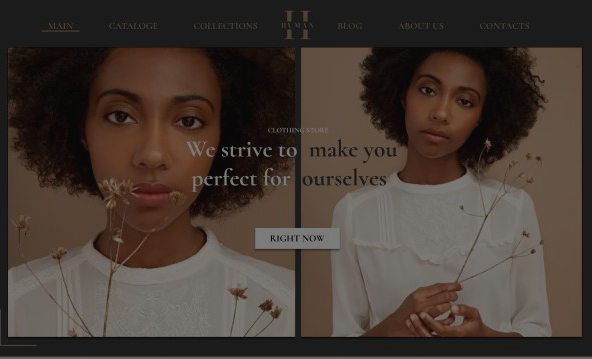 MAIN
CATALOGE
COLLECTIONS
H
HUMAN
BLOG
ABOUT US
CONTACTS
CLOTHING STORE
We strive to make you
perfect for ourselves
RIGHT NOW